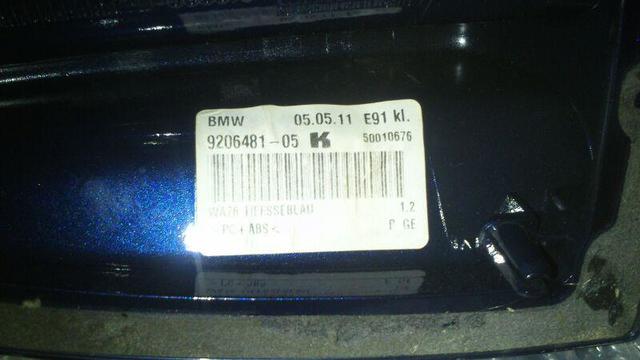 BMW 05.05.11 E91 kl.
9206481-05 K 50010676
WA76 TIEFSEEBLAU 1.2
>PC+ABS< P GE